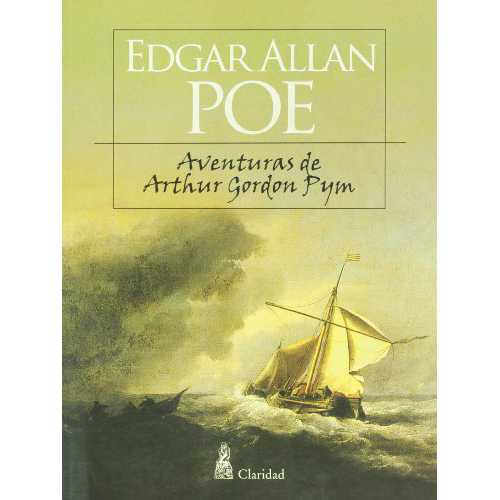 EDGAR ALLAN
POE
Aventuras de
Arthur Gordon Pym
Claridad